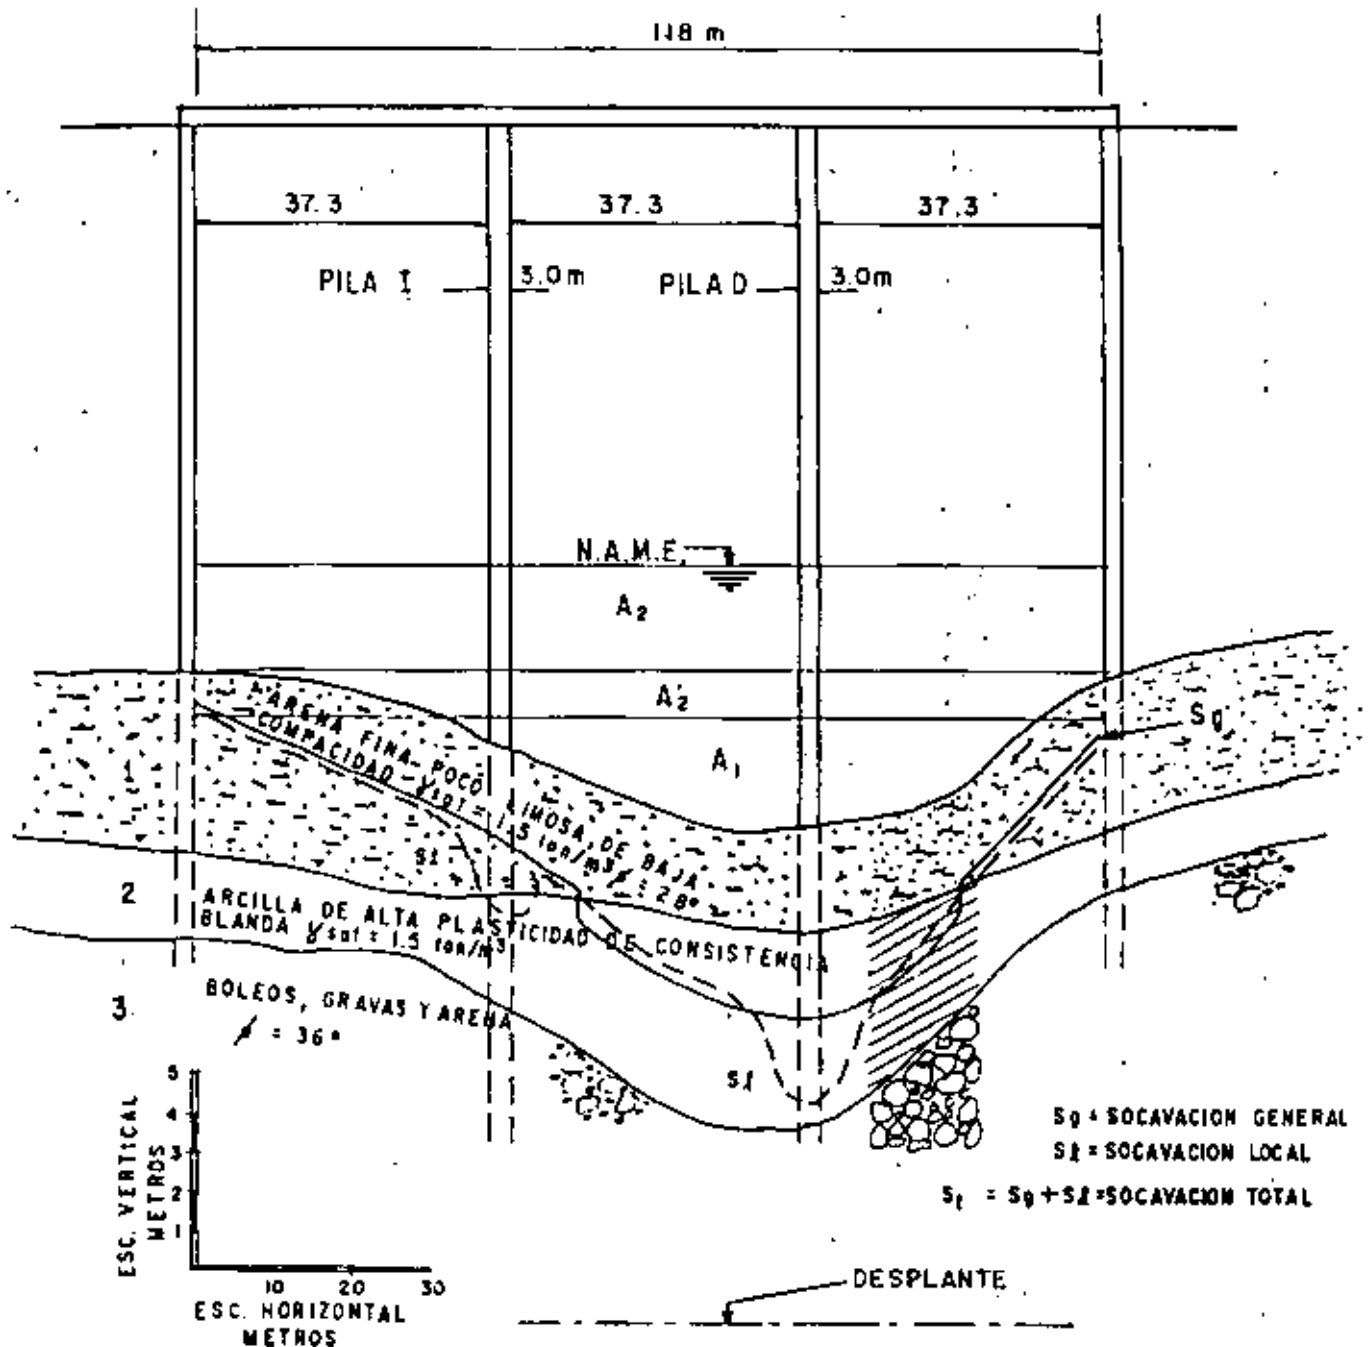 118 m
37.3
37.3
37.3
PILA I
3.0m
PILA D
3.0m
N.A.M.E.
A2
A'2
A1
Sg
ARENA FINA POCO LIMOSA, DE BAJA
COMPACIDAD γsat = 1.5 ton/m³ ø = 28°
1
Sl
2
ARCILLA DE ALTA PLASTICIDAD DE CONSISTENCIA
BLANDA γsat = 1.5 ton/m³
3
BOLEOS, GRAVAS Y ARENA
ø = 36°
Sl
5
4
3
2
1
ESC. VERTICAL
METROS
10 20 30
ESC. HORIZONTAL
METROS
Sg = SOCAVACION GENERAL
Sl = SOCAVACION LOCAL
St = Sg + Sl = SOCAVACION TOTAL
DESPLANTE